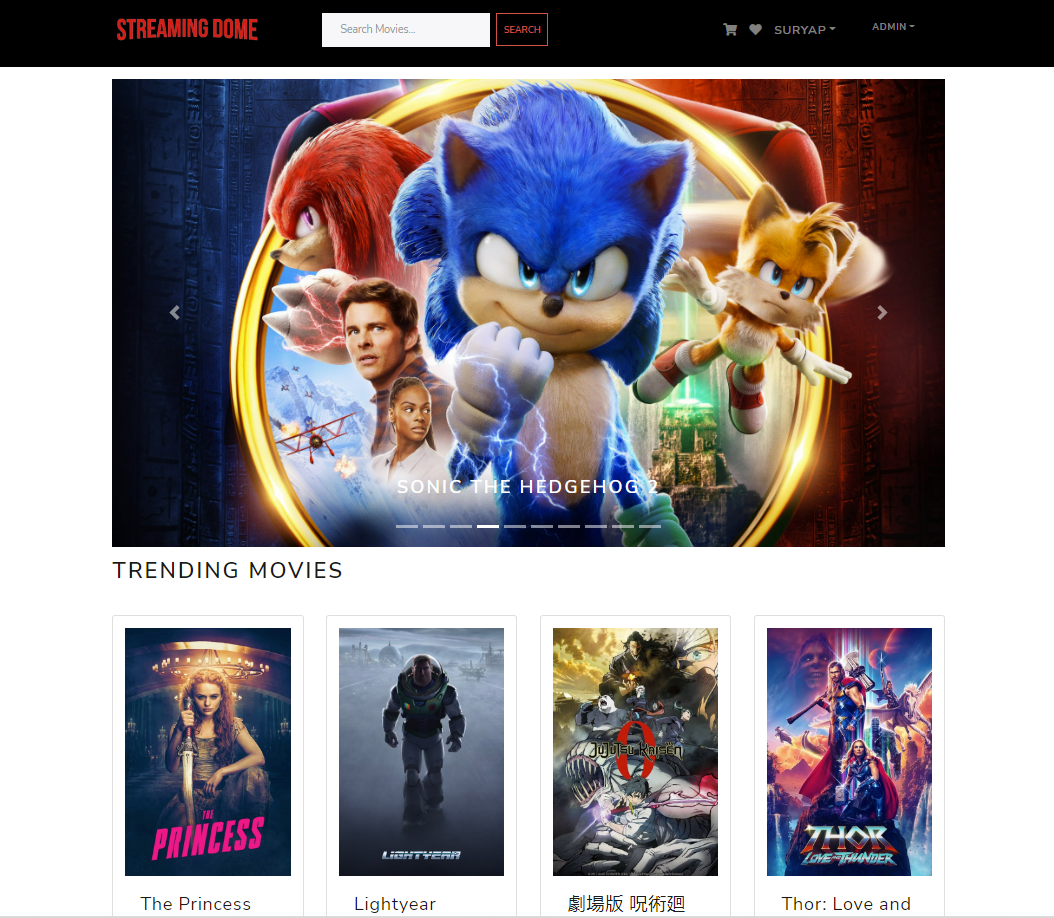 STREAMING DOME
Search Movies...
SEARCH
SURYAP
ADMIN
SONIC THE HEDGEHOG 2
TRENDING MOVIES
THE
PRINCESS
LIGHTYEAR
JUJUTSU KAISEN
0
THOR
LOVE AND THUNDER
The Princess
Lightyear
劇場版 呪術廻
Thor: Love and